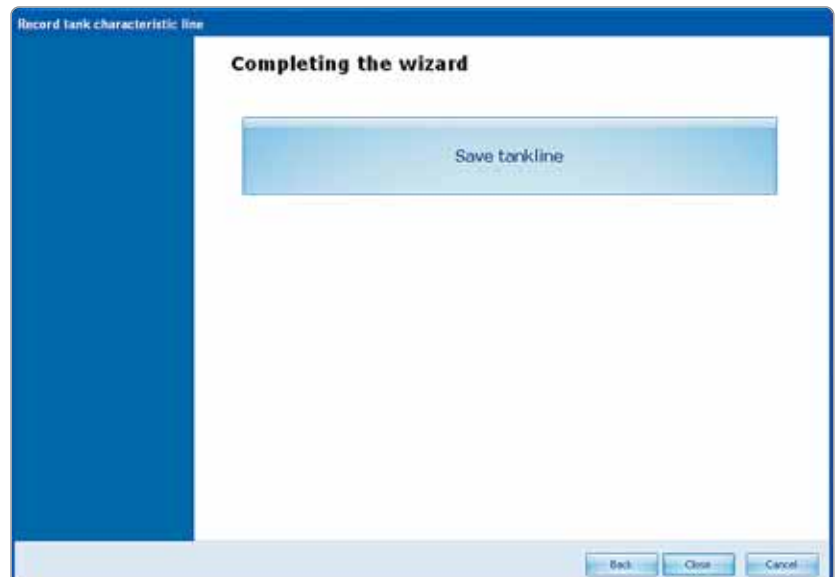 Record tank characteristic line
Completing the wizard
Save tankline
Back Close Cancel